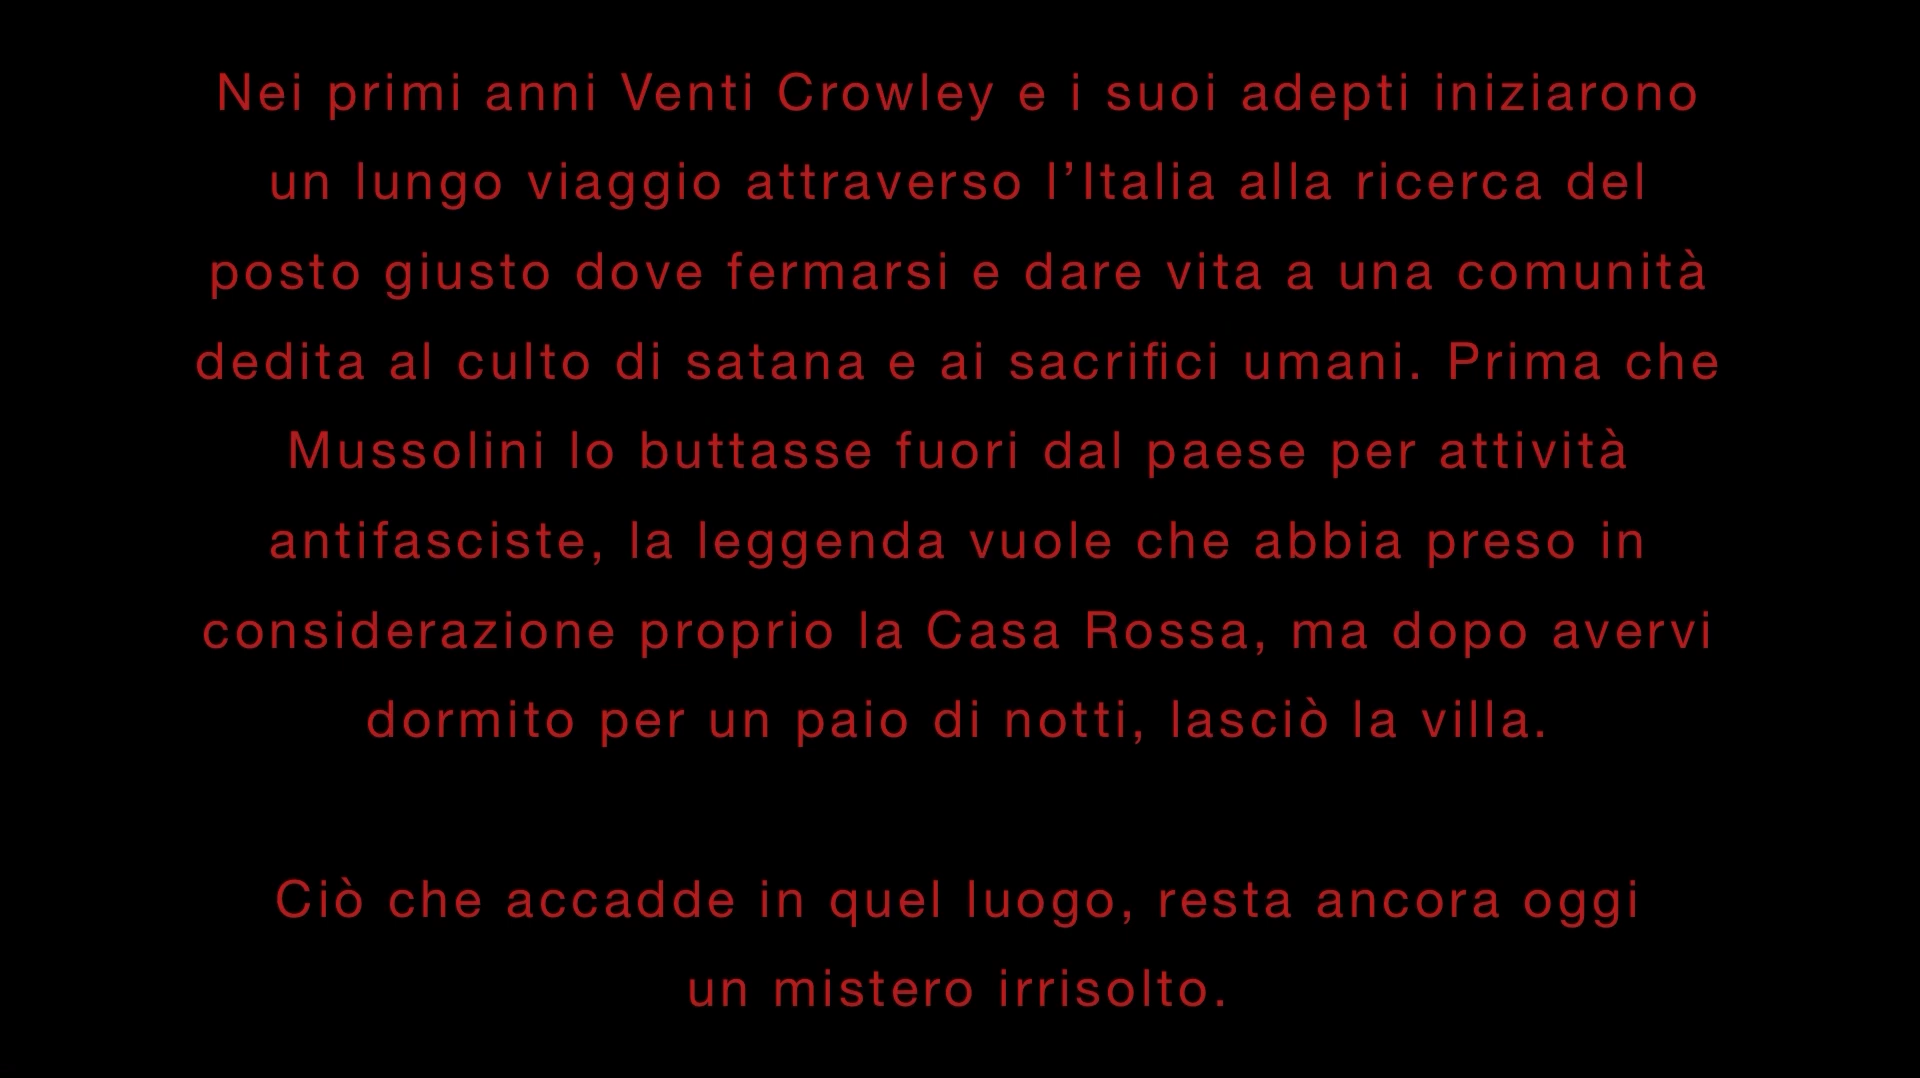 Nei primi anni Venti Crowley e i suoi adepti iniziarono
un lungo viaggio attraverso l’Italia alla ricerca del
posto giusto dove fermarsi e dare vita a una comunità
dedita al culto di satana e ai sacrifici umani. Prima che
Mussolini lo buttasse fuori dal paese per attività
antifasciste, la leggenda vuole che abbia preso in
considerazione proprio la Casa Rossa, ma dopo avervi
dormito per un paio di notti, lasciò la villa.
Ciò che accadde in quel luogo, resta ancora oggi
un mistero irrisolto.